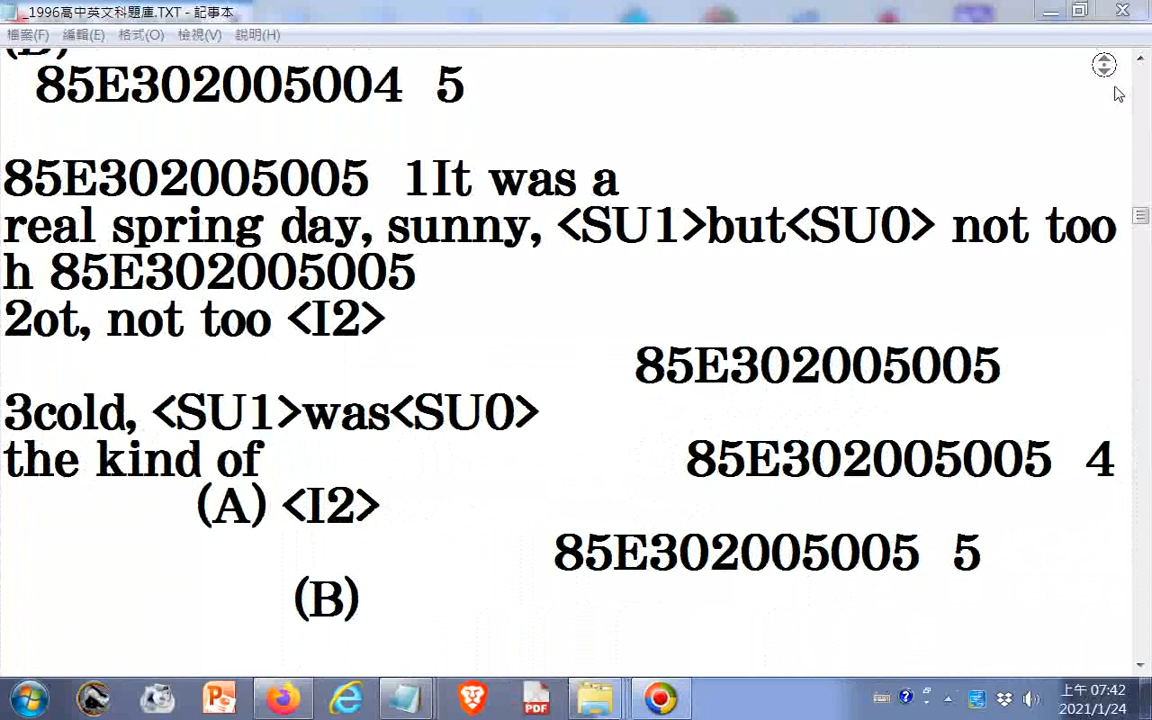 _1996高中英文科題庫.TXT - 記事本
檔案(F) 編輯(E) 格式(O) 檢視(V) 說明(H)
85E302005004 5
85E302005005 1It was a
real spring day, sunny, <SU1>but<SU0> not too
h 85E302005005
2ot, not too <I2>
85E302005005
3cold, <SU1>was<SU0>
the kind of 85E302005005 4
(A) <I2>
85E302005005 5
(B)
PDF
上午 07:42
2021/1/24